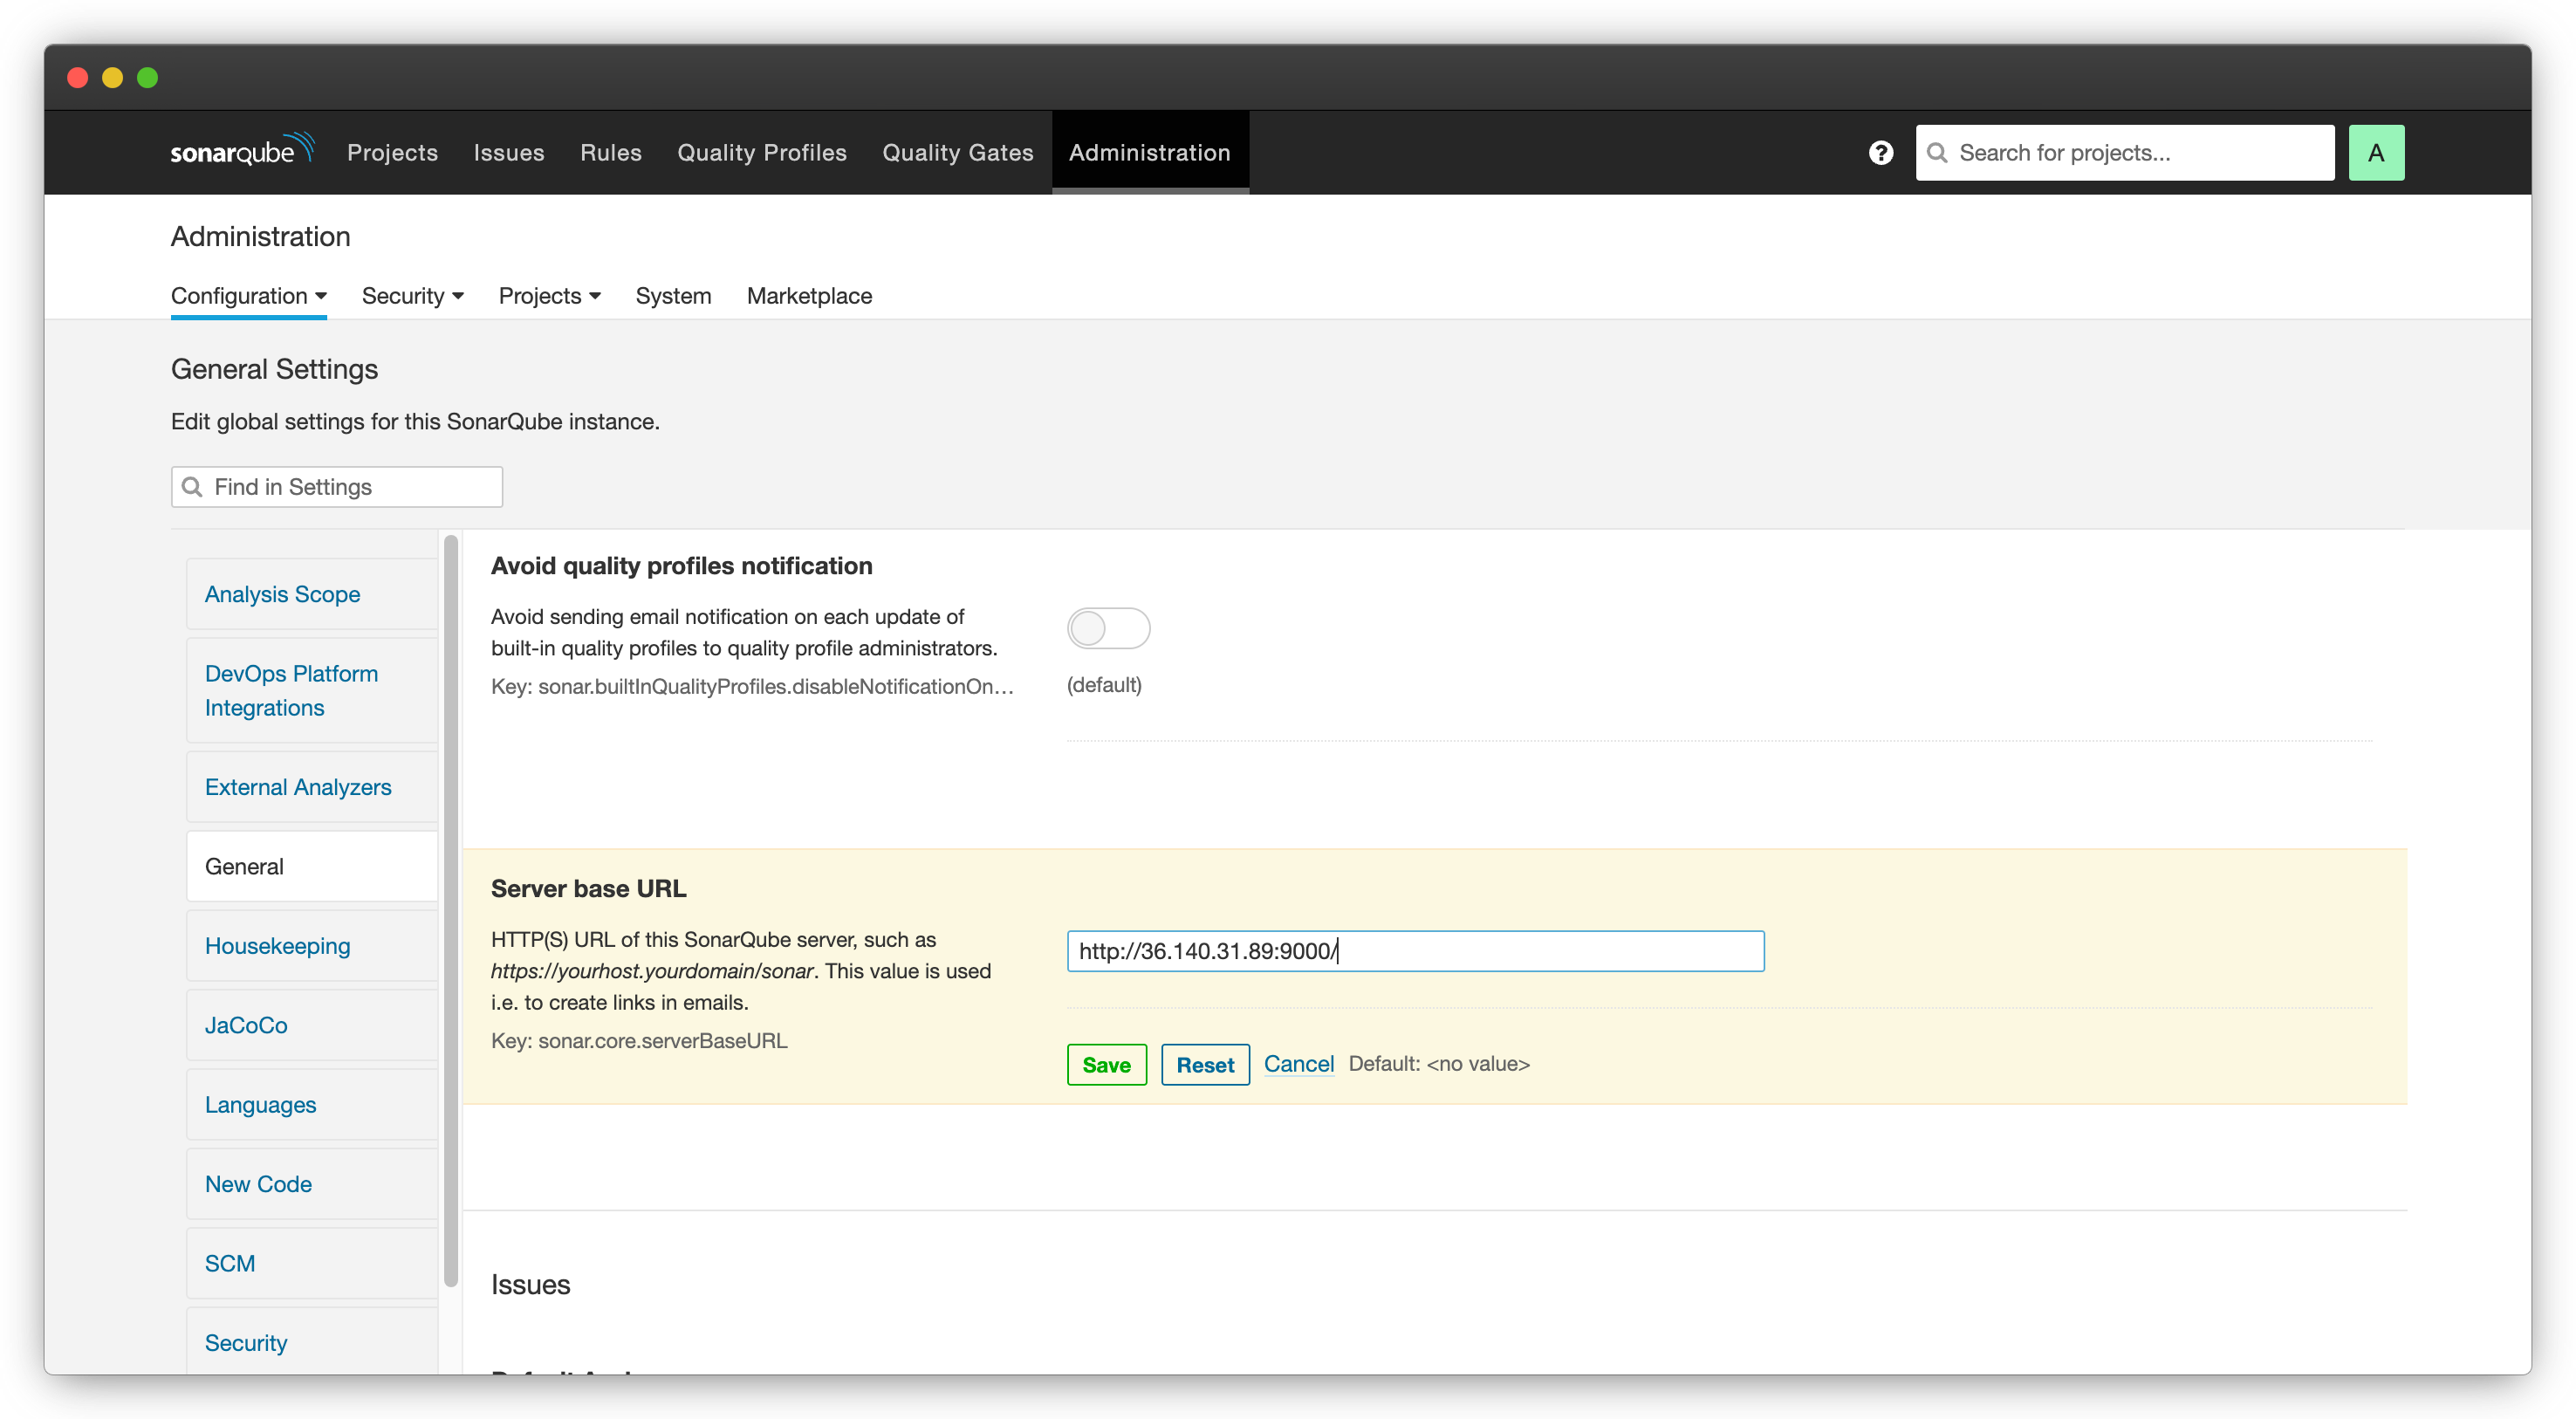 sonarqube Projects Issues Rules Quality Profiles Quality Gates Administration ? Search for projects... A
Administration
Configuration Security Projects System Marketplace
General Settings
Edit global settings for this SonarQube instance.
Find in Settings
Analysis Scope
DevOps Platform
Integrations
External Analyzers
General
Housekeeping
JaCoCo
Languages
New Code
SCM
Security
Avoid quality profiles notification
Avoid sending email notification on each update of
built-in quality profiles to quality profile administrators.
Key: sonar.builtInQualityProfiles.disableNotificationOn...
(default)
Server base URL
HTTP(S) URL of this SonarQube server, such as
https://yourhost.yourdomain/sonar. This value is used
i.e. to create links in emails.
Key: sonar.core.serverBaseURL
http://36.140.31.89:9000/
Save Reset Cancel Default: <no value>
Issues